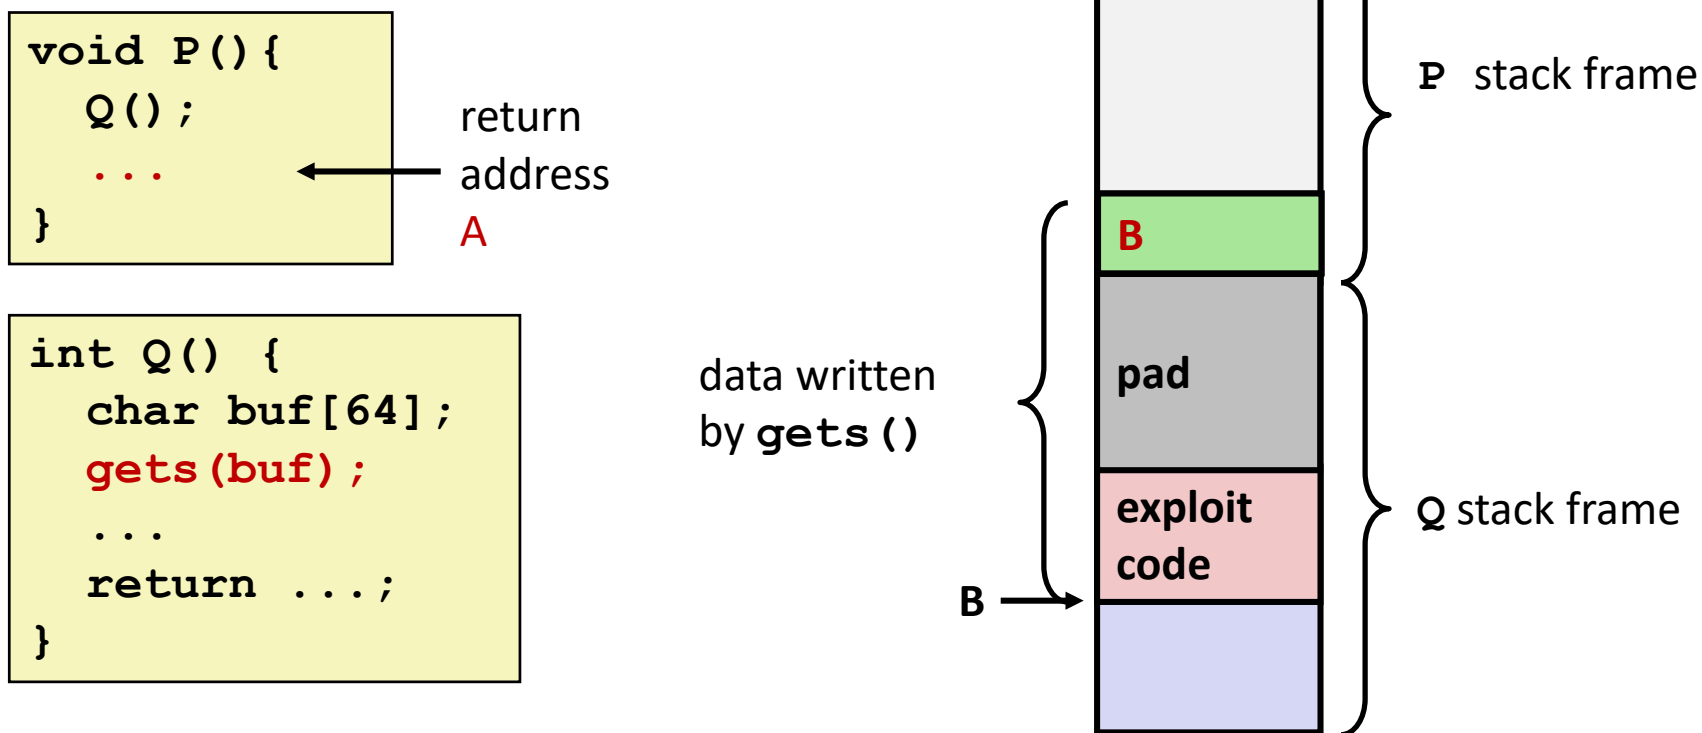 void P(){
  Q();
  ...
}
return
address
A
int Q() {
  char buf[64];
  gets(buf);
  ...
  return ...;
}
data written
by gets()
B
B
pad
exploit
code
P stack frame
Q stack frame